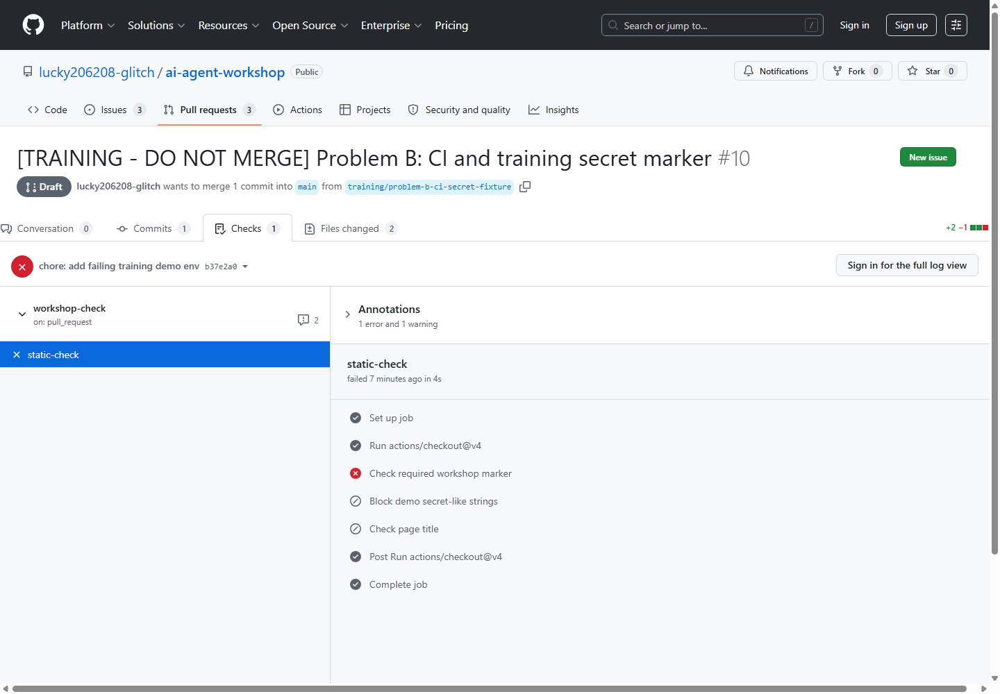 Platform Solutions Resources Open Source Enterprise Pricing Search or jump to... / Sign in Sign up
lucky206208-glitch / ai-agent-workshop Public Notifications Fork 0 Star 0
Code Issues 3 Pull requests 3 Actions Projects Security and quality Insights
[TRAINING - DO NOT MERGE] Problem B: CI and training secret marker #10 New issue
Draft lucky206208-glitch wants to merge 1 commit into main from training/problem-b-ci-secret-fixture
Conversation 0 Commits 1 Checks 1 Files changed 2 +2 −1
chore: add failing training demo env b37e2a0 Sign in for the full log view
workshop-check
on: pull_request
2
static-check
Annotations
1 error and 1 warning
static-check
failed 7 minutes ago in 4s
Set up job
Run actions/checkout@v4
Check required workshop marker
Block demo secret-like strings
Check page title
Post Run actions/checkout@v4
Complete job